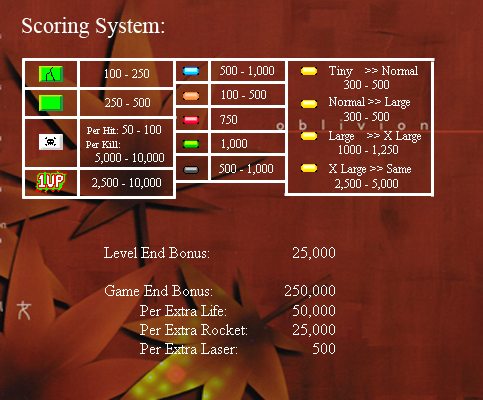 Scoring System:
100 - 250
250 - 500
Per Hit: 50 - 100
Per Kill:
5,000 - 10,000
1UP
2,500 - 10,000
500 - 1,000
100 - 500
750
1,000
500 - 1,000
Tiny >> Normal
300 - 500
Normal >> Large
300 - 500
Large >> X Large
1000 - 1,250
X Large >> Same
2,500 - 5,000
oblivion
Level End Bonus: 25,000
Game End Bonus: 250,000
Per Extra Life: 50,000
Per Extra Rocket: 25,000
Per Extra Laser: 500